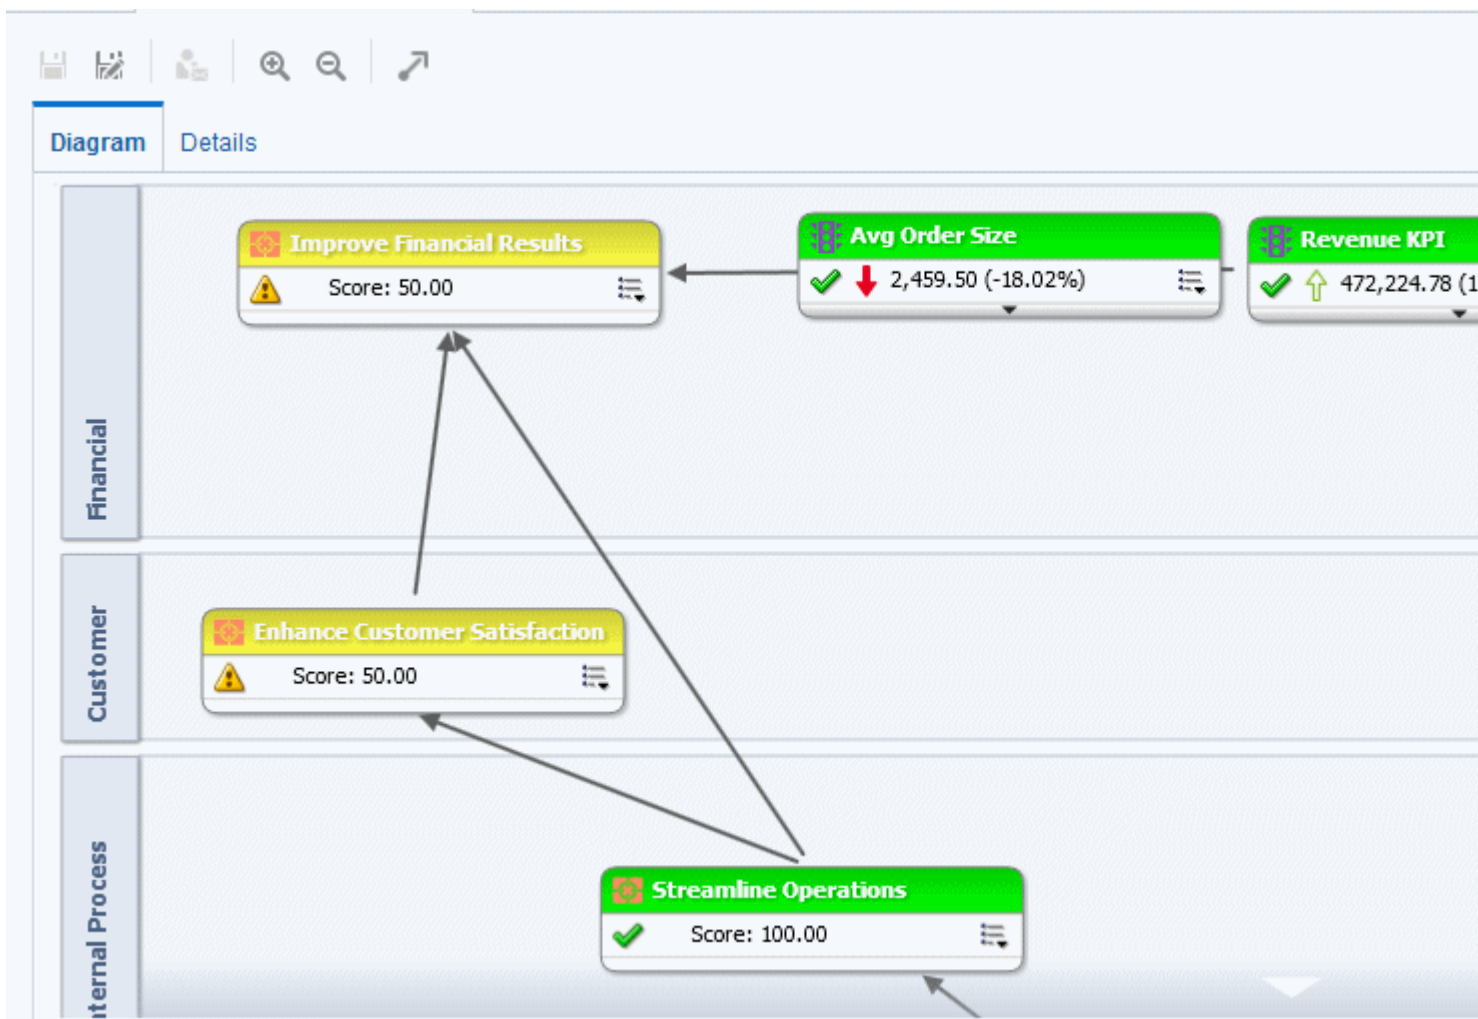 Diagram Details
Improve Financial Results
Score: 50.00
Avg Order Size
2,459.50 (-18.02%)
Revenue KPI
472,224.78 (1
Financial
Enhance Customer Satisfaction
Score: 50.00
Customer
Streamline Operations
Score: 100.00
ternal Process